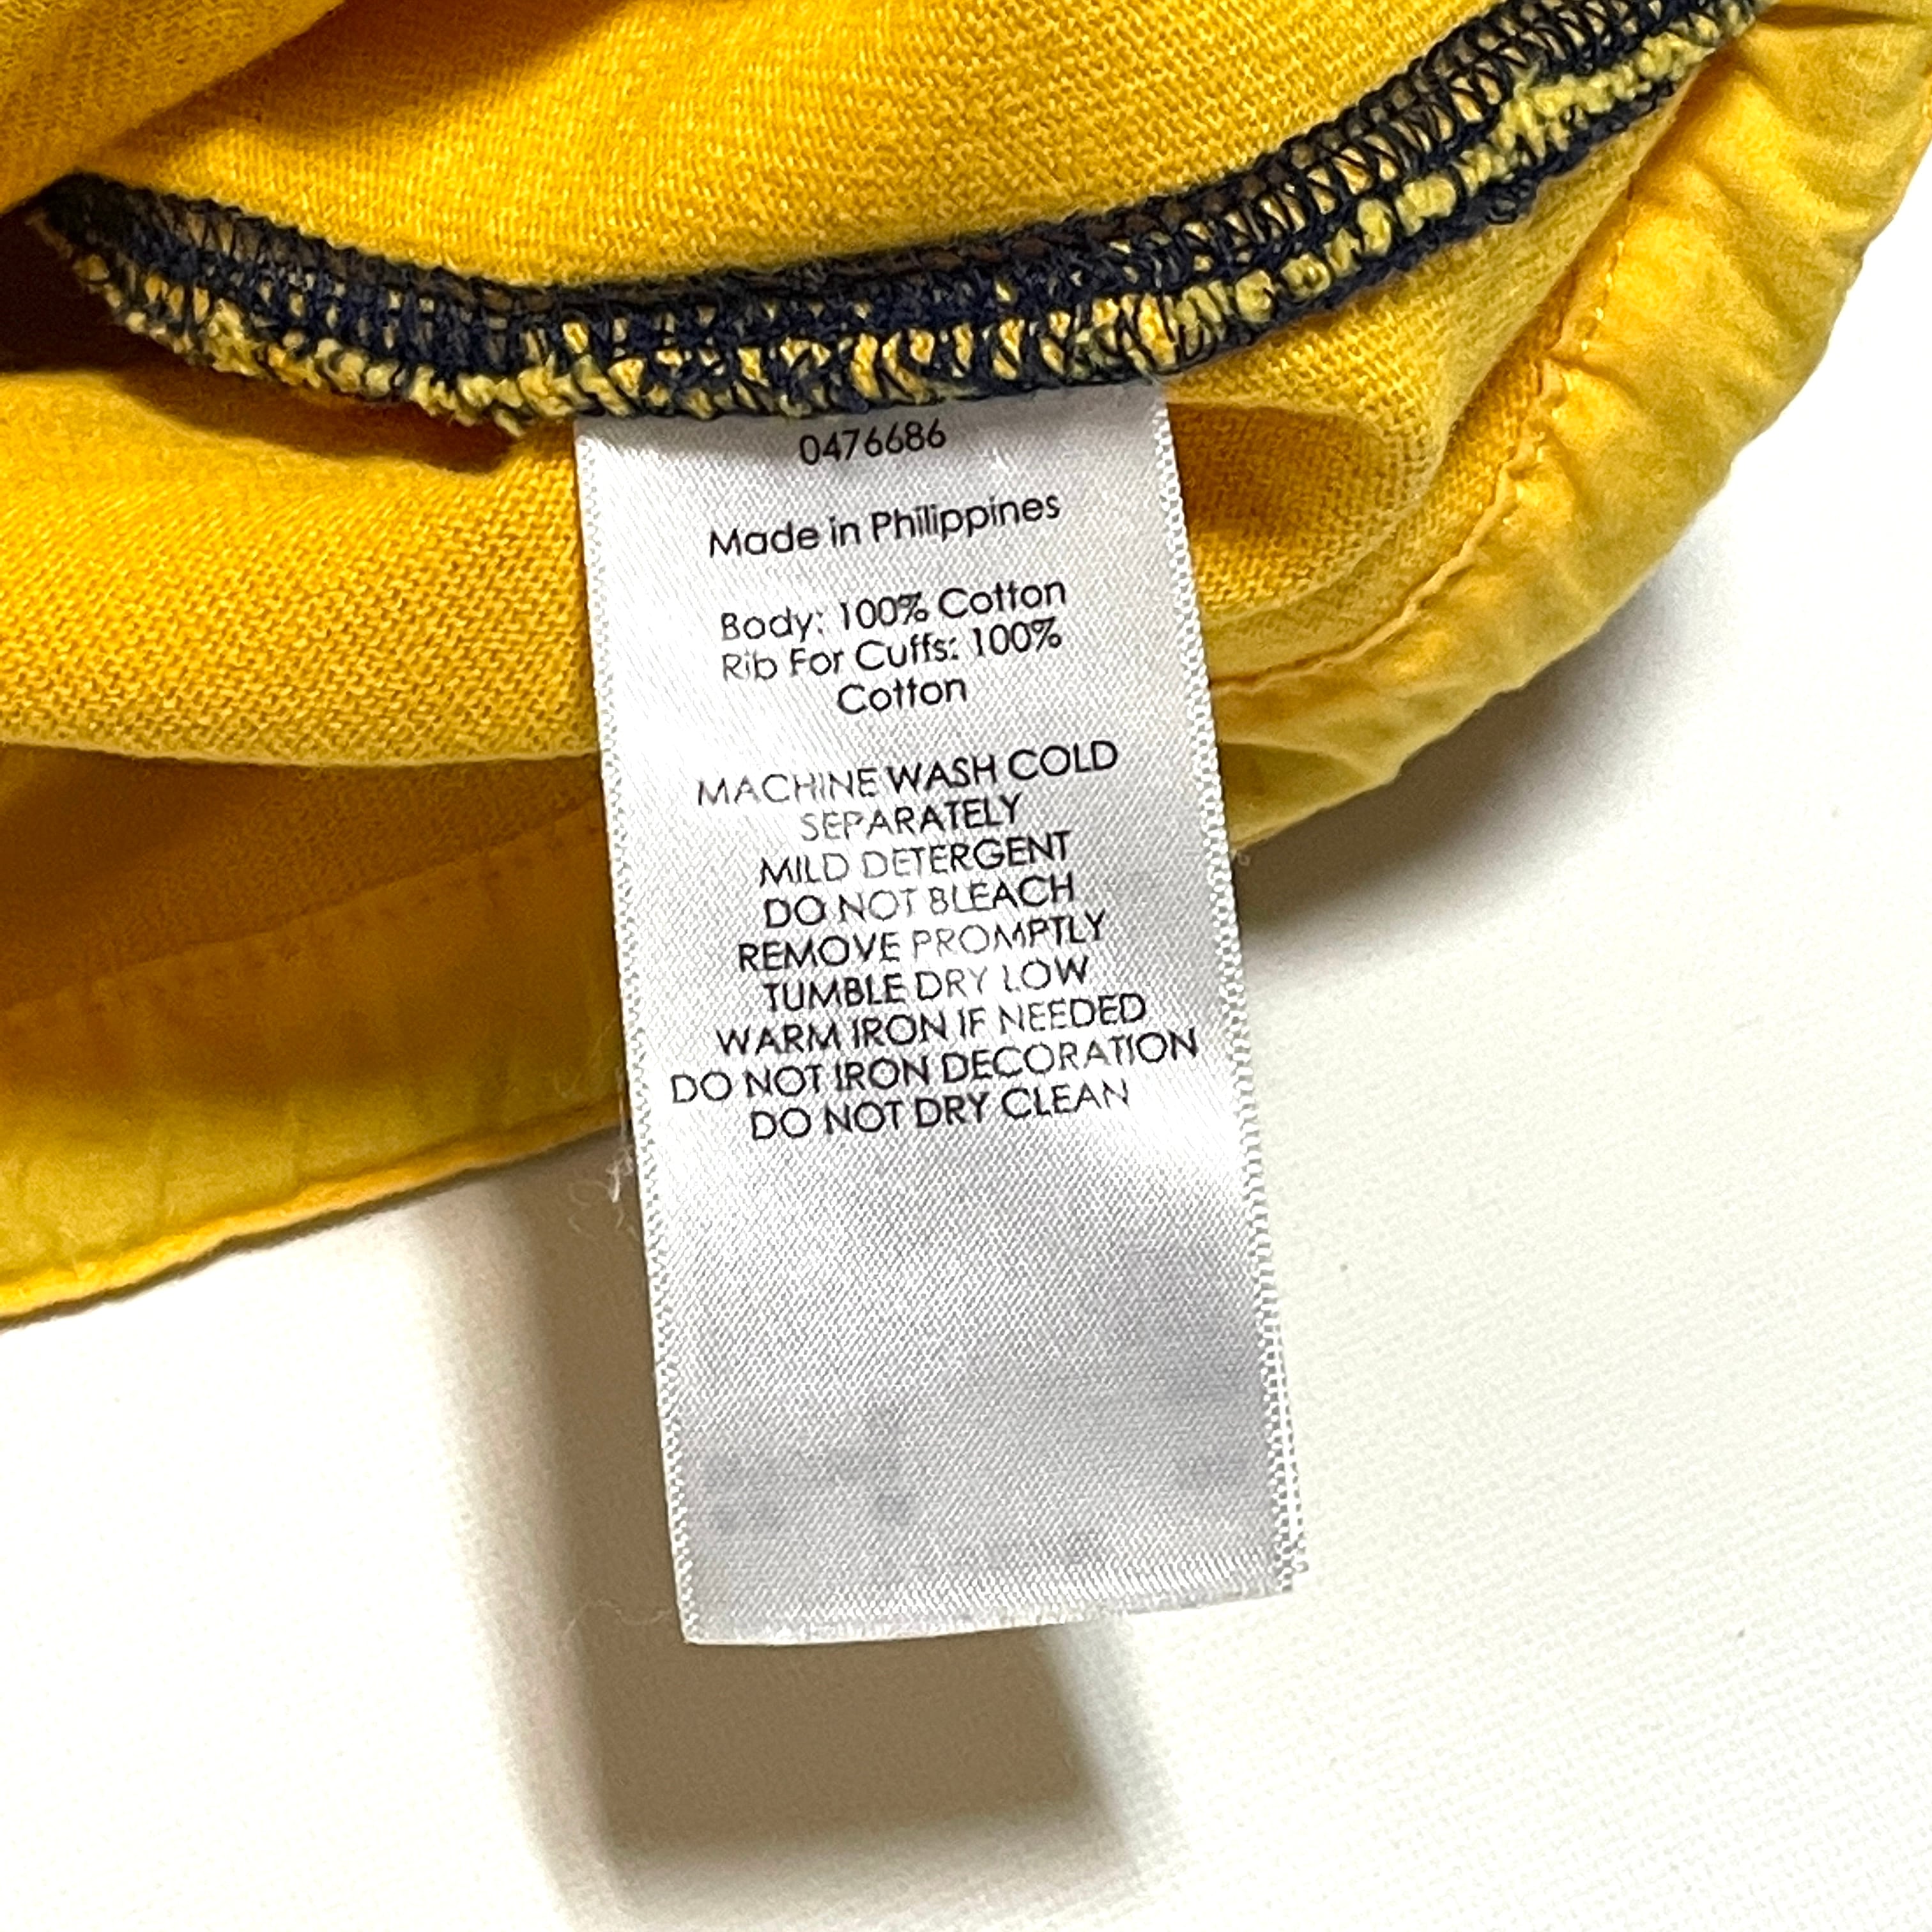 0476686
Made in Philippines
Body: 100% Cotton
Rib For Cuffs: 100%
Cotton
MACHINE WASH COLD
SEPARATELY
MILD DETERGENT
DO NOT BLEACH
REMOVE PROMPTLY
TUMBLE DRY LOW
WARM IRON IF NEEDED
DO NOT IRON DECORATION
DO NOT DRY CLEAN